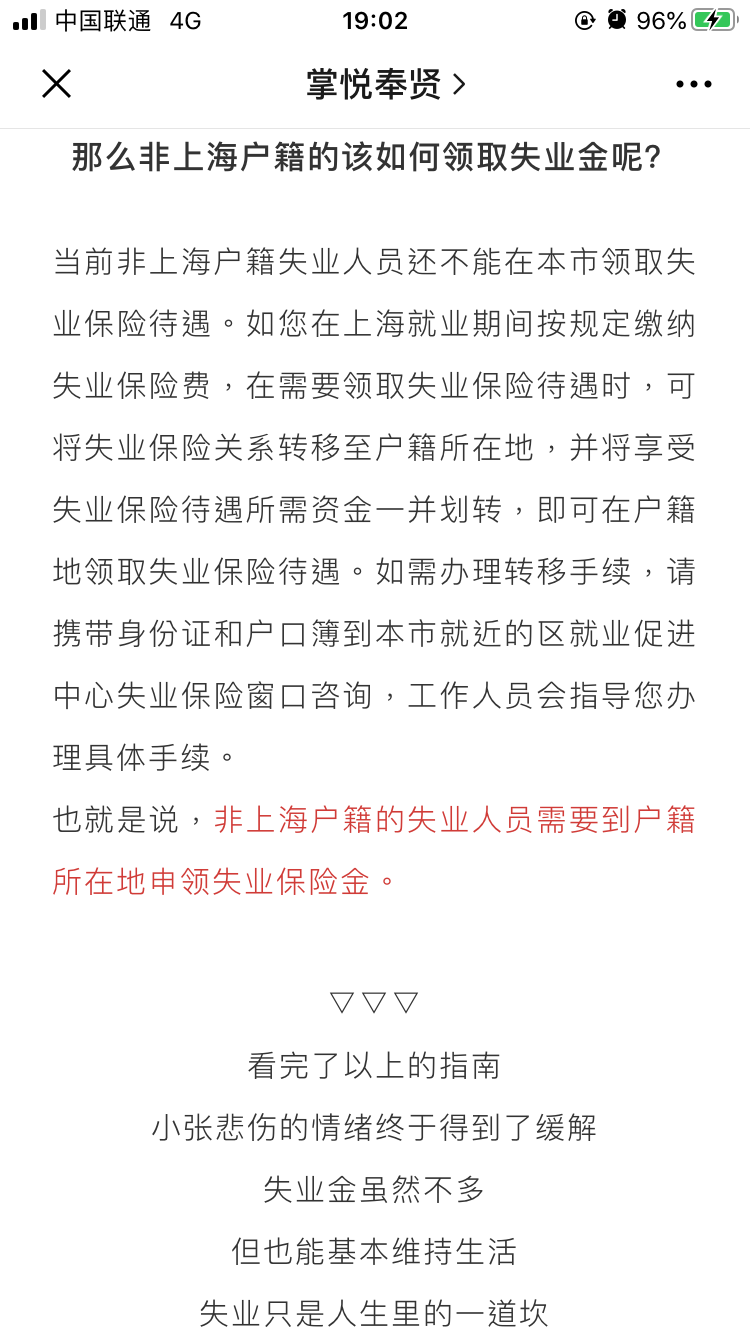 中国联通 4G 19:02 96%
掌悦奉贤
那么非上海户籍的该如何领取失业金呢?
当前非上海户籍失业人员还不能在本市领取失
业保险待遇。如您在上海就业期间按规定缴纳
失业保险费，在需要领取失业保险待遇时，可
将失业保险关系转移至户籍所在地，并将享受
失业保险待遇所需资金一并划转，即可在户籍
地领取失业保险待遇。如需办理转移手续，请
携带身份证和户口簿到本市就近的区就业促进
中心失业保险窗口咨询，工作人员会指导您办
理具体手续。
也就是说，非上海户籍的失业人员需要到户籍
所在地申领失业保险金。
▽▽▽
看完了以上的指南
小张悲伤的情绪终于得到了缓解
失业金虽然不多
但也能基本维持生活
失业只是人生里的一道坎